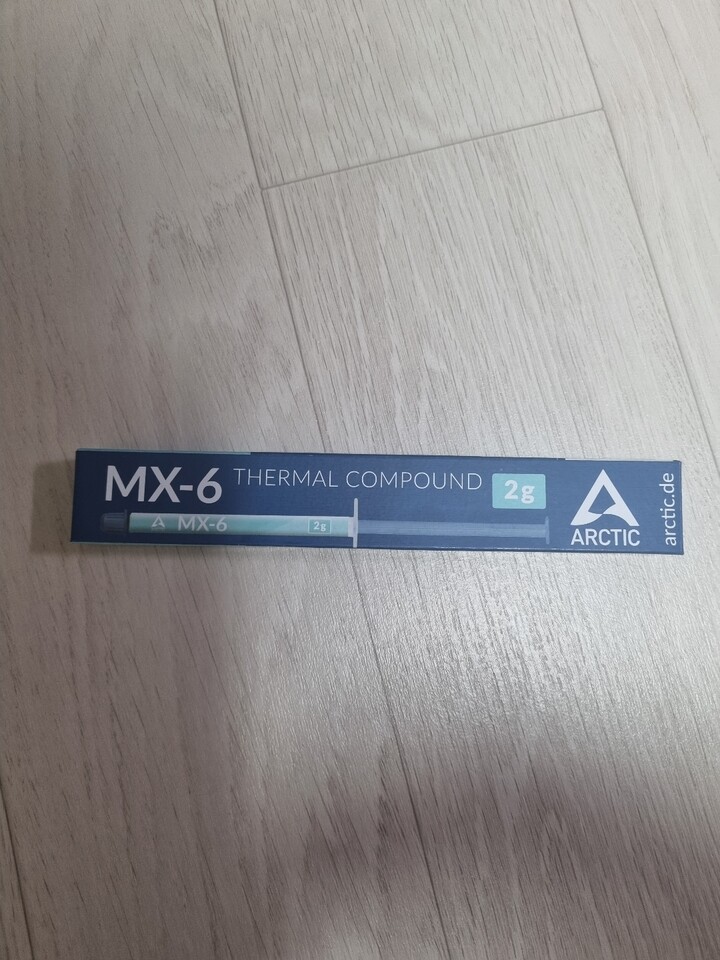 MX-6 THERMAL COMPOUND 2g
MX-6 2g
ARCTIC
arctic.de